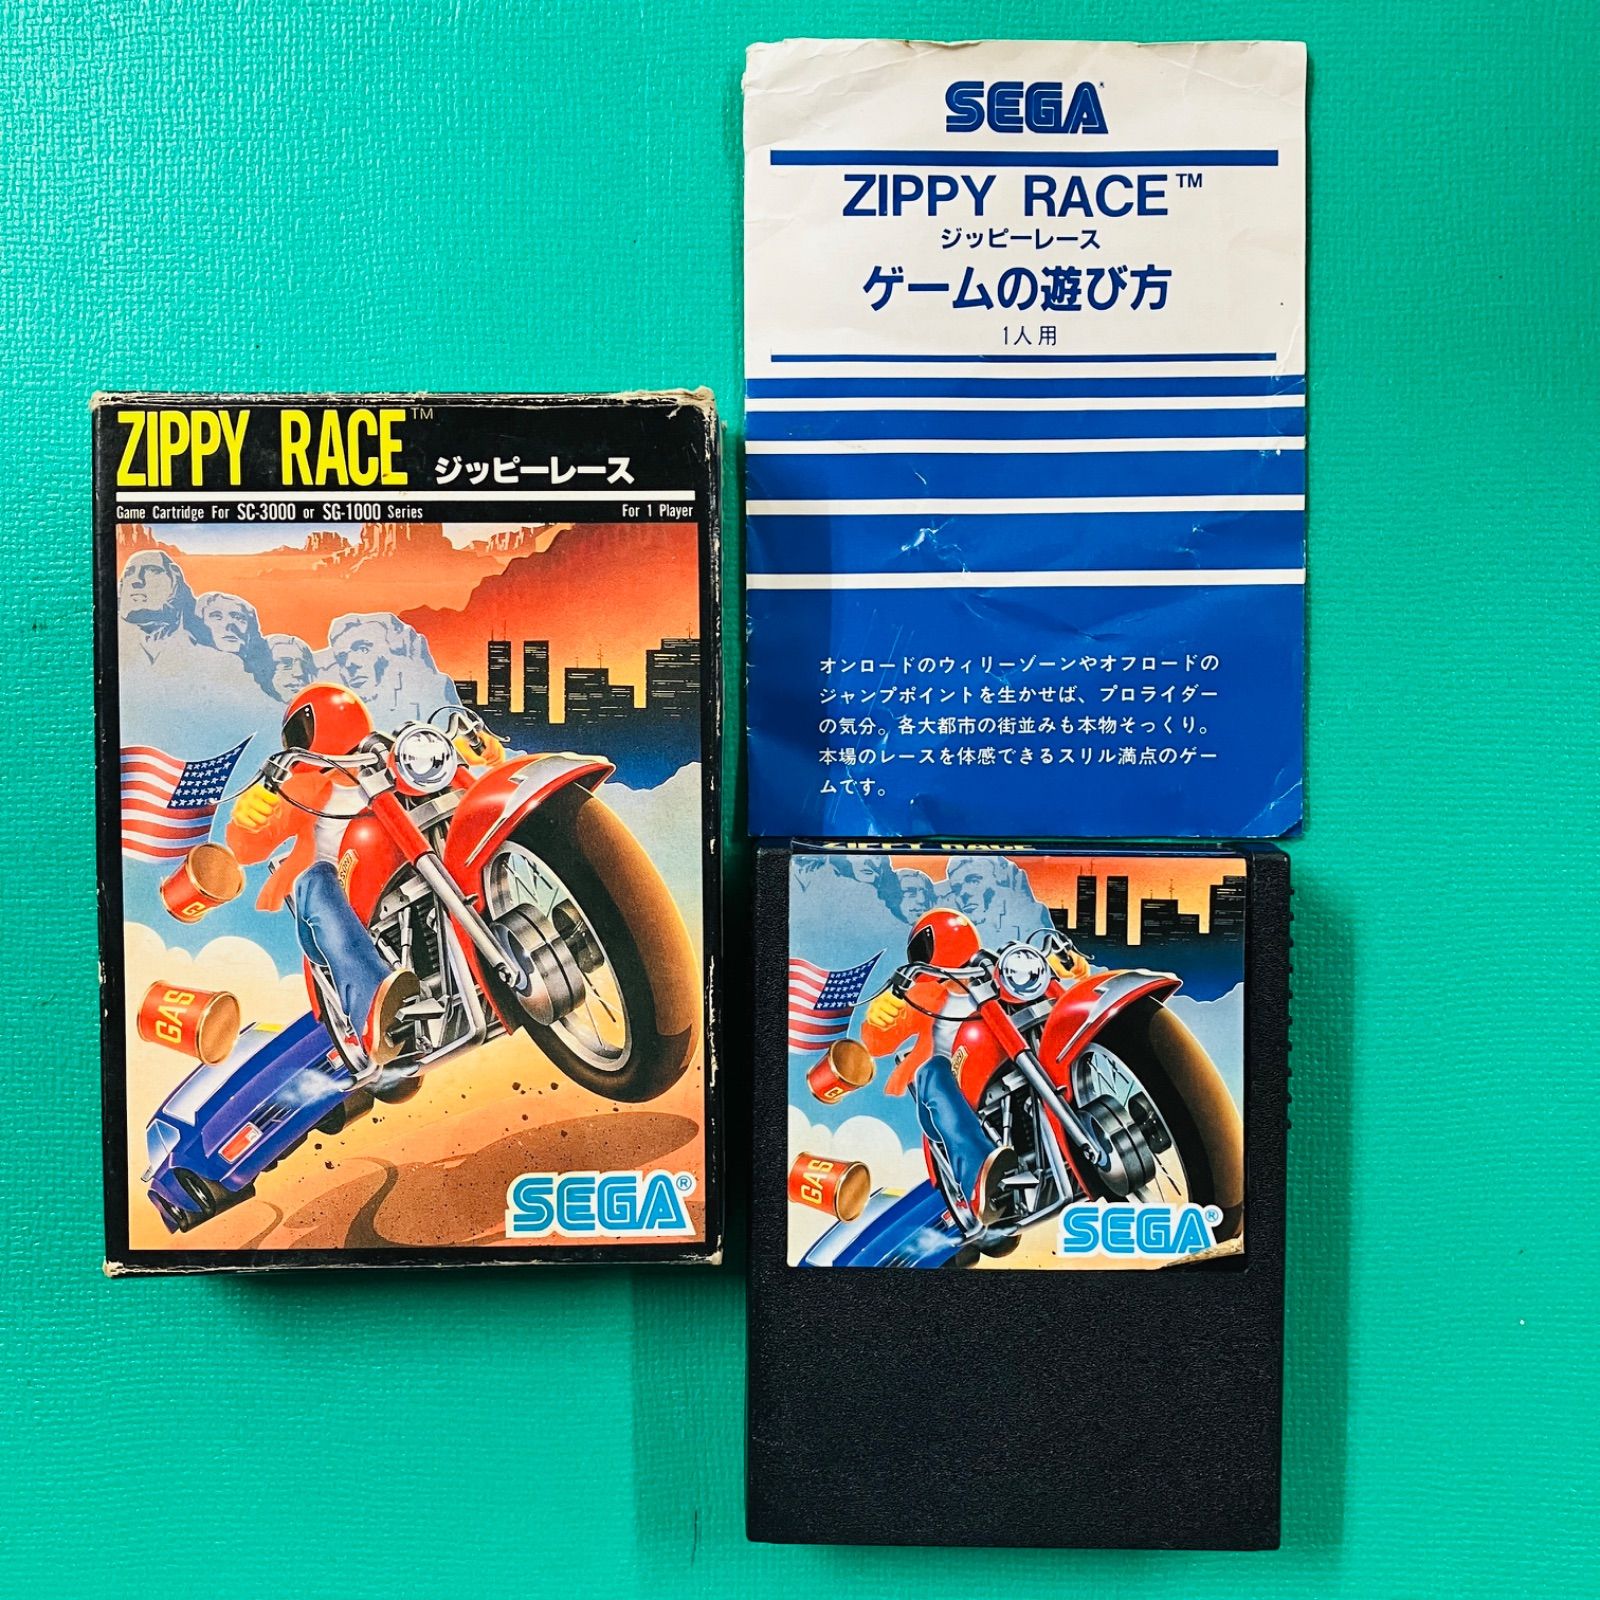 ZIPPY RACE™
ジッピーレース
Game Cartridge For SC-3000 or SG-1000 Series
For 1 Player
GAS
SEGA®
SEGA®
ZIPPY RACE™
ジッピーレース
ゲームの遊び方
1人用
オンロードのウィリーゾーンやオフロードの
ジャンプポイントを生かせば、プロライダー
の気分。各大都市の街並みも本物そっくり。
本場のレースを体感できるスリル満点のゲー
ムです。
ZIPPY RACE
GAS
SEGA®